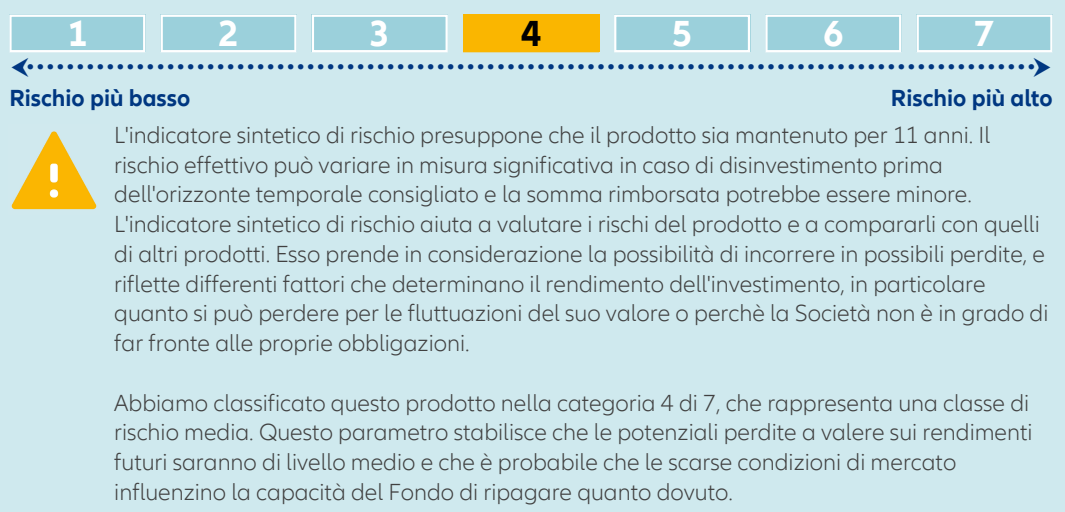 1 2 3 4 5 6 7
Rischio più basso Rischio più alto
L'indicatore sintetico di rischio presuppone che il prodotto sia mantenuto per 11 anni. Il
rischio effettivo può variare in misura significativa in caso di disinvestimento prima
dell'orizzonte temporale consigliato e la somma rimborsata potrebbe essere minore.
L'indicatore sintetico di rischio aiuta a valutare i rischi del prodotto e a compararli con quelli
di altri prodotti. Esso prende in considerazione la possibilità di incorrere in possibili perdite, e
riflette differenti fattori che determinano il rendimento dell'investimento, in particolare
quanto si può perdere per le fluttuazioni del suo valore o perchè la Società non è in grado di
far fronte alle proprie obbligazioni.
Abbiamo classificato questo prodotto nella categoria 4 di 7, che rappresenta una classe di
rischio media. Questo parametro stabilisce che le potenziali perdite a valere sui rendimenti
futuri saranno di livello medio e che è probabile che le scarse condizioni di mercato
influenzino la capacità del Fondo di ripagare quanto dovuto.